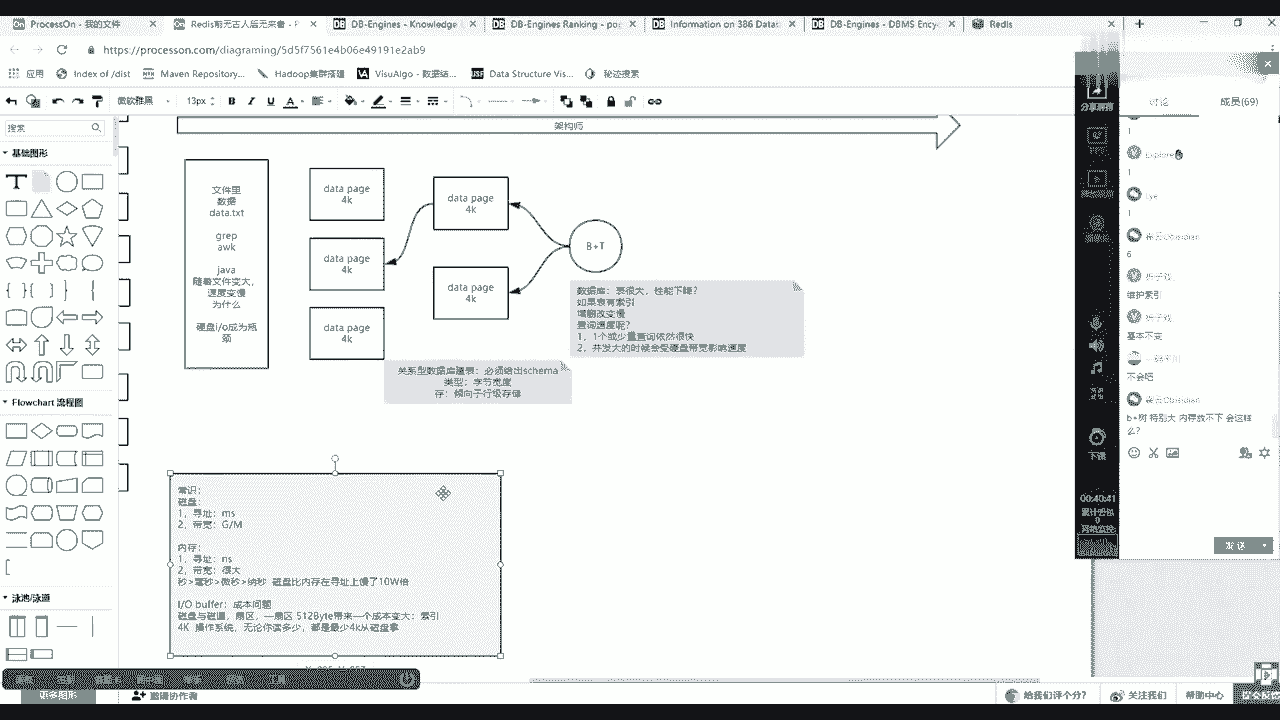 ProcessOn - 我的文件
Redis前无古人后无来者 - P
DB-Engines - Knowledge
DB-Engines Ranking - po
Information on 386 Data
DB-Engines - DBMS Ency
Redis
https://processon.com/diagraming/5d5f7561e4b06e49191e2ab9
应用
Index of /dist
Maven Repository...
Hadoop集群搭建
VisuAlgo - 数据结...
Data Structure Vis...
秘迹搜索
微软雅黑
13px
B
I
U
A
搜索
基础图形
Flowchart 流程图
泳池/泳道
更多图形
架构师
文件里
数据
data.txt
grep
awk
java
随着文件变大，
速度变慢
为什么
硬盘i/o成为瓶
颈
data page
4k
data page
4k
data page
4k
data page
4k
data page
4k
B+T
数据库：表很大，性能下降？
如果表有索引
增删改变慢
查询速度呢？
1，1个或少量查询依然很快
2，并发大的时候会受硬盘带宽影响速度
关系型数据库建表：必须给出schema
类型：字节宽度
存：倾向于行级存储
常识：
磁盘：
1，寻址：ms
2，带宽：G/M
内存：
1，寻址：ns
2，带宽：很大
秒>毫秒>微秒>纳秒 磁盘比内存在寻址上慢了10W倍
I/O buffer：成本问题
磁盘与磁道，扇区，一扇区 512Byte带来一个成本变大：索引
4K 操作系统，无论你读多少，都是最少4k从磁盘拿
邀请协作者
给我们评个分？
关注我们
帮助中心
分享屏幕
讨论
成员(69)
1
Explore
1
1
6
维护索引
基本不变
不会吧
b+树 特别大 内存放不下 会这样
么？
下课
00:40:41
累计丢包
0
发送